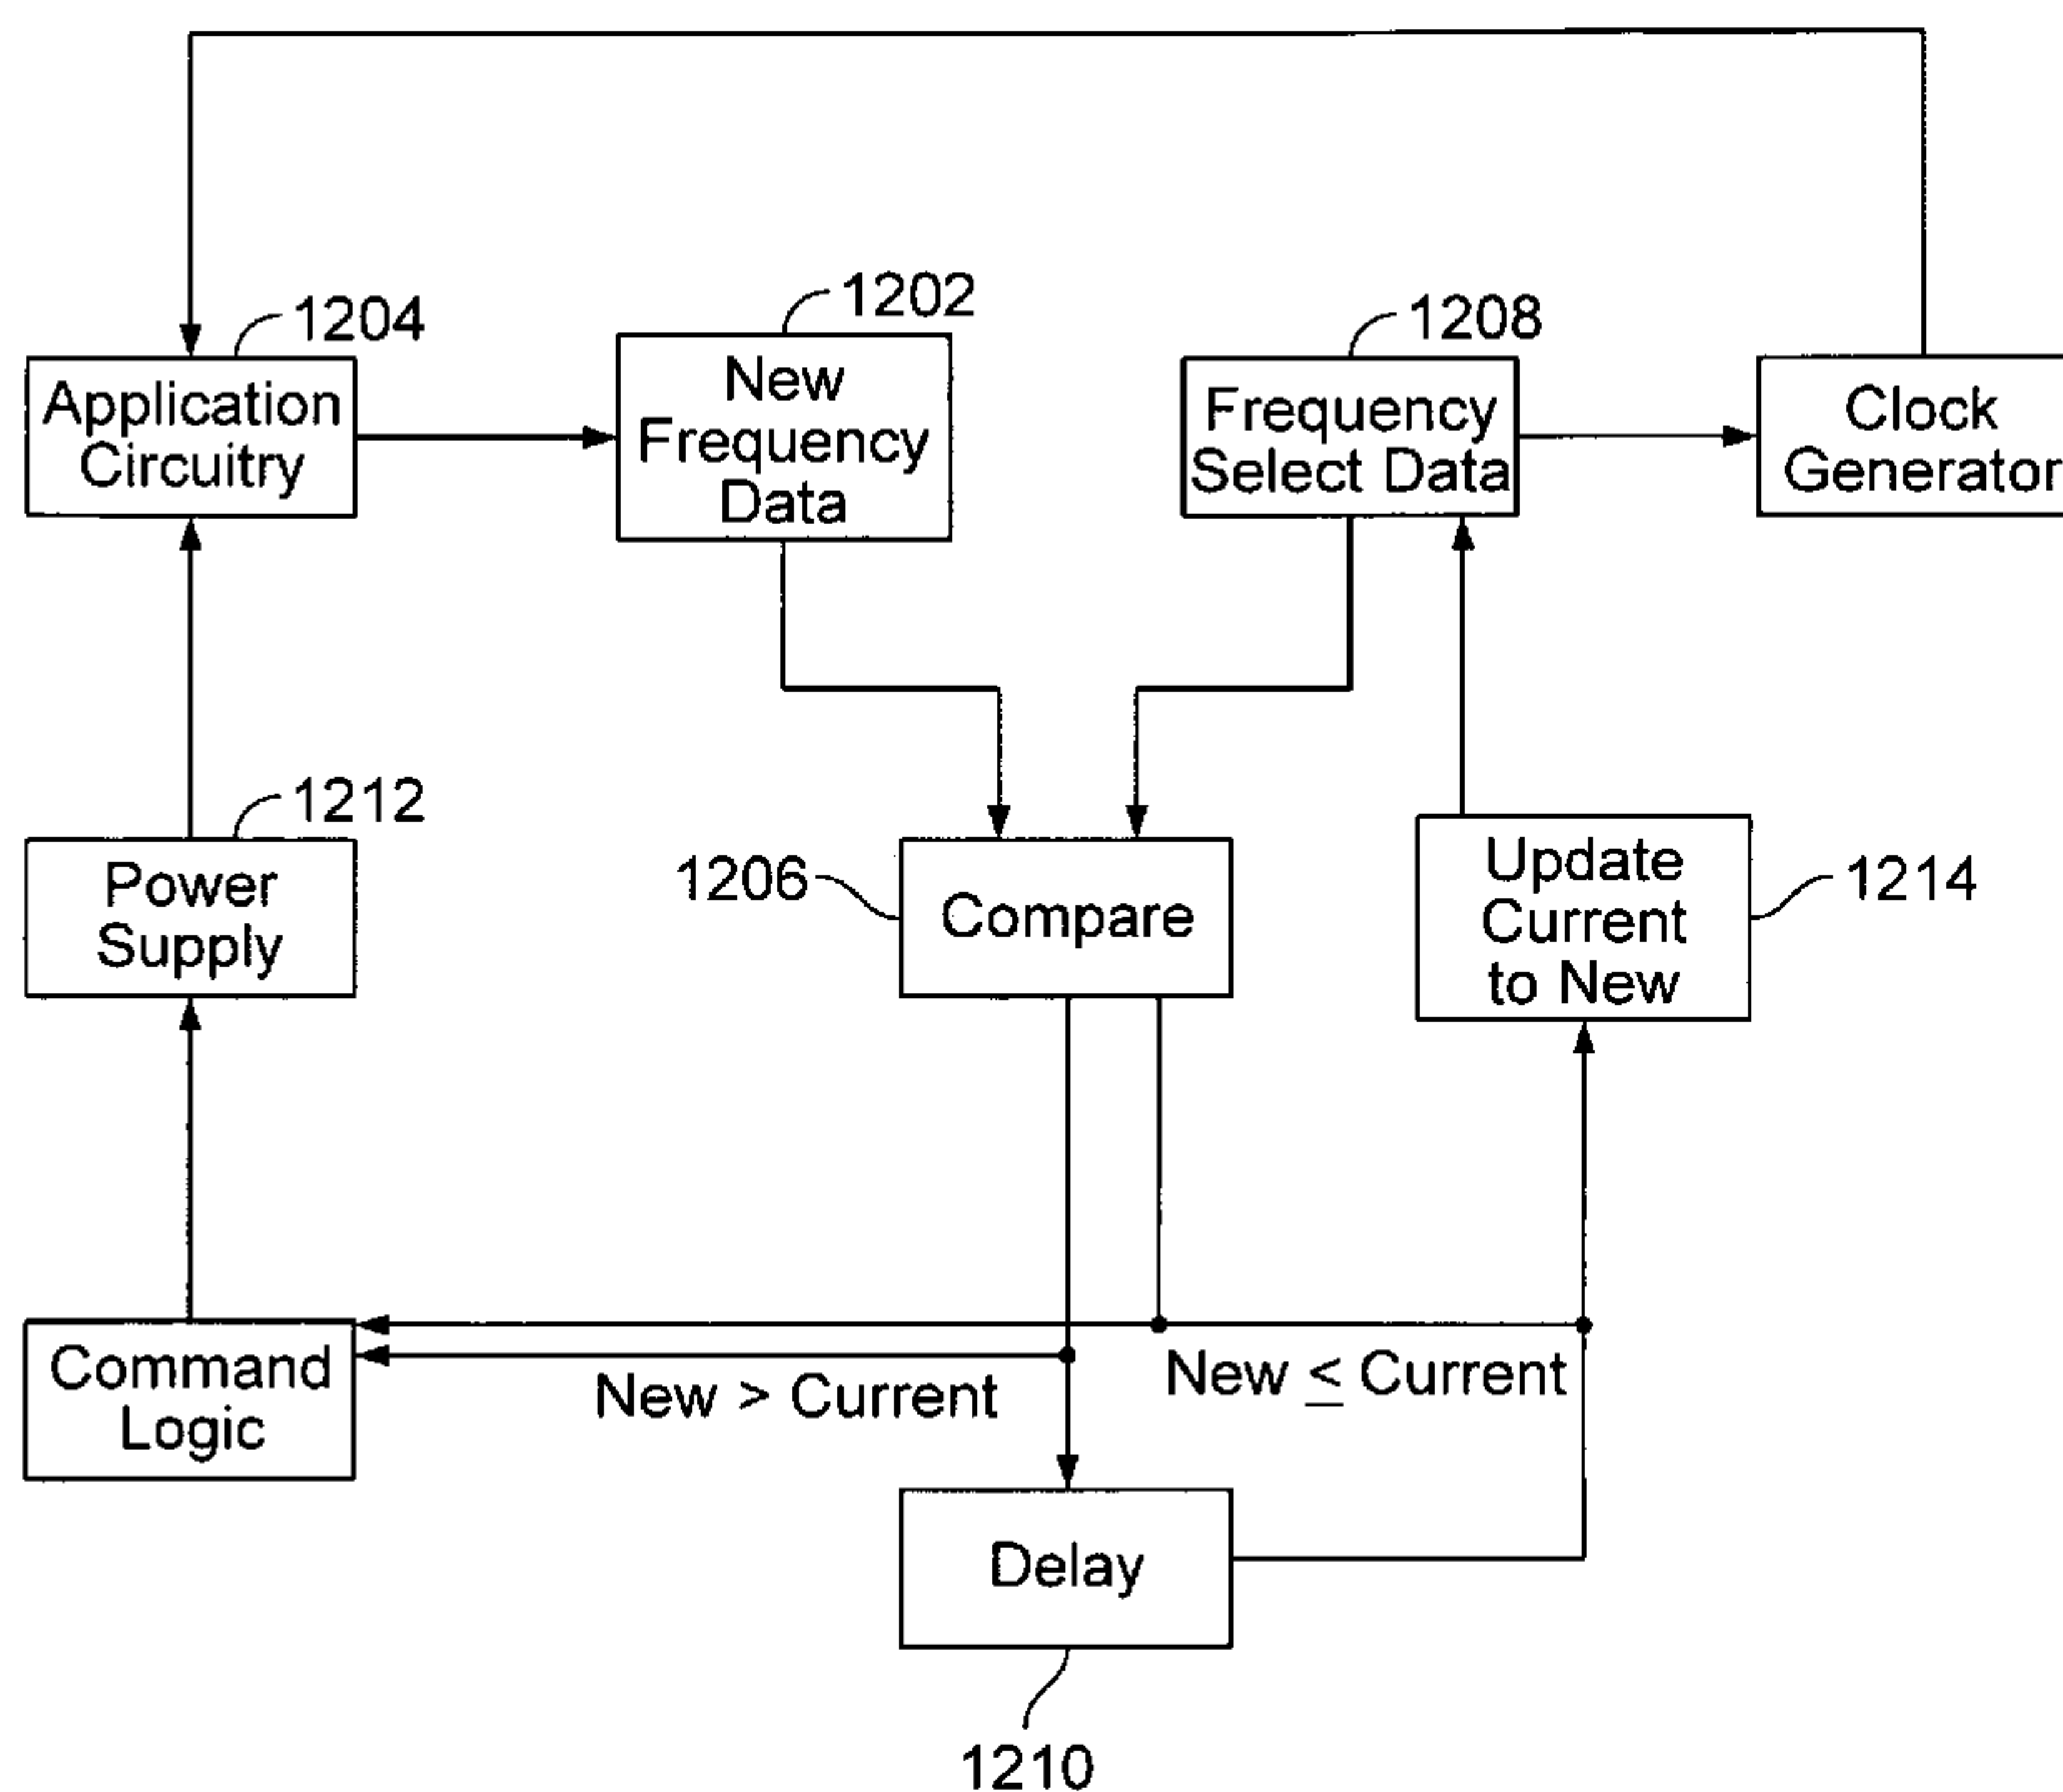 1204
1202
1208
Application
Circuitry
New
Frequency
Data
Frequency
Select Data
Clock
Generator
1212
Power
Supply
1206
Compare
Update
Current
to New
1214
Command
Logic
New > Current
New ≤ Current
Delay
1210